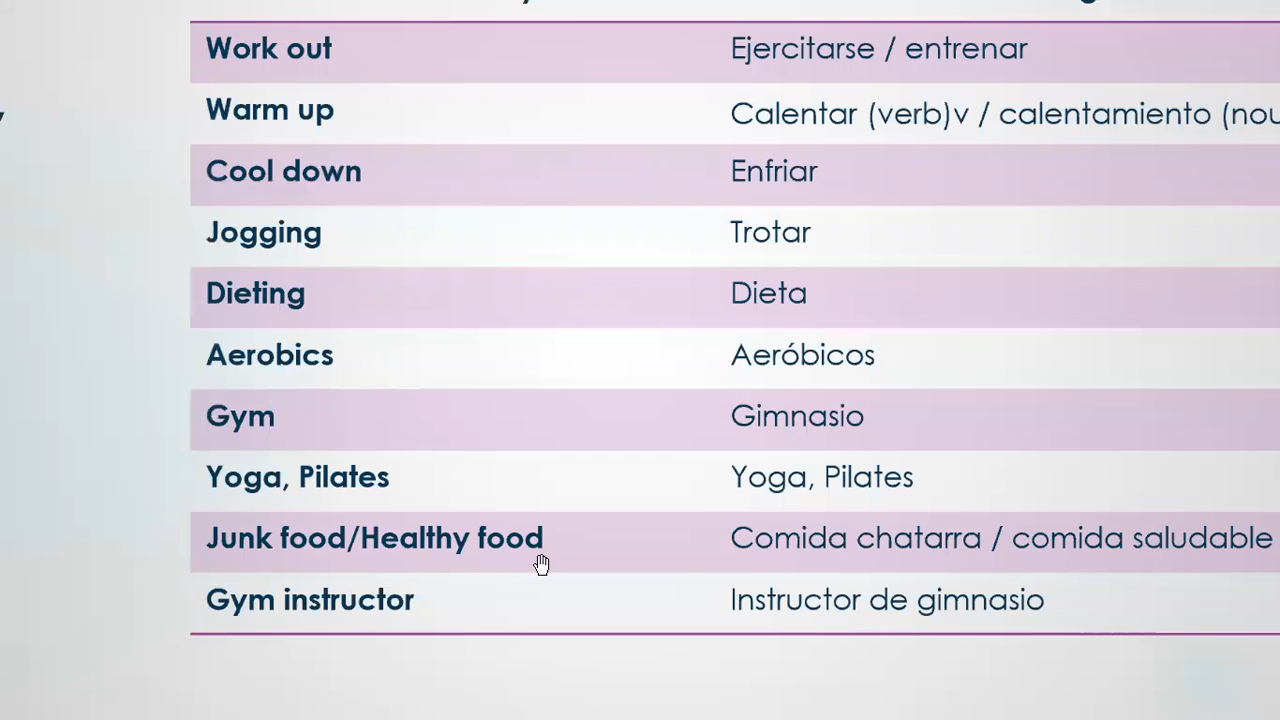 Work out Ejercitarse / entrenar
Warm up Calentar (verb)v / calentamiento (nou
Cool down Enfriar
Jogging Trotar
Dieting Dieta
Aerobics Aeróbicos
Gym Gimnasio
Yoga, Pilates Yoga, Pilates
Junk food/Healthy food Comida chatarra / comida saludable
Gym instructor Instructor de gimnasio